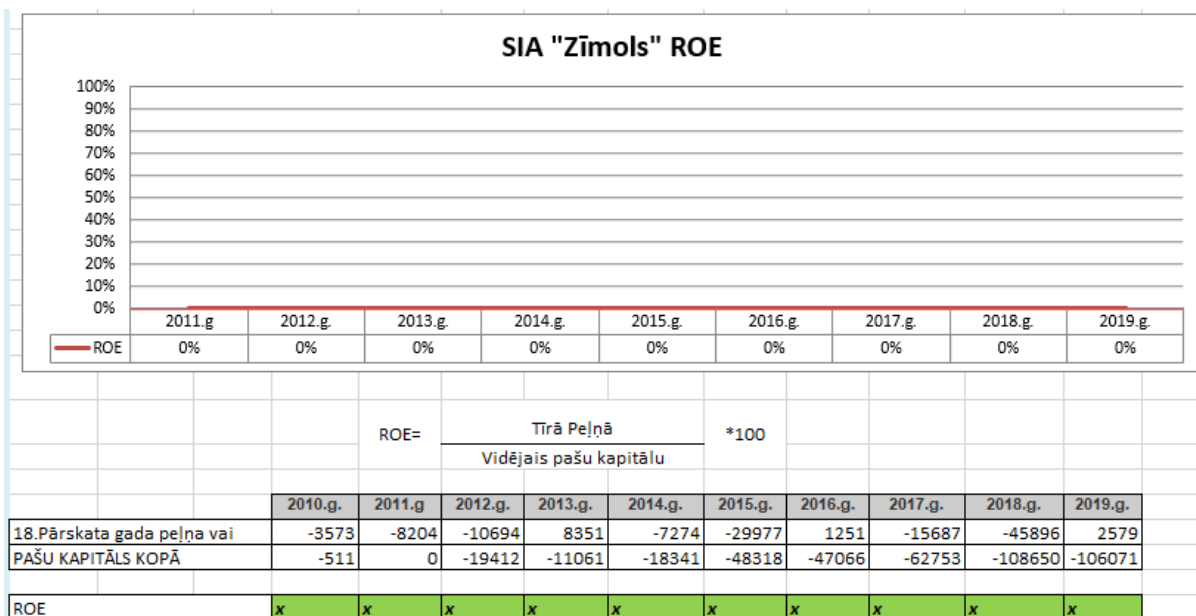 SIA "Zīmols" ROE
100%
90%
80%
70%
60%
50%
40%
30%
20%
10%
0%
2011.g 2012.g. 2013.g. 2014.g. 2015.g. 2016.g. 2017.g. 2018.g. 2019.g.
ROE 0% 0% 0% 0% 0% 0% 0% 0% 0%
Tīrā Peļņā
ROE= *100
Vidējais pašu kapitālu
2010.g. 2011.g 2012.g. 2013.g. 2014.g. 2015.g. 2016.g. 2017.g. 2018.g. 2019.g.
18.Pārskata gada peļņa vai -3573 -8204 -10694 8351 -7274 -29977 1251 -15687 -45896 2579
PAŠU KAPITĀLS KOPĀ -511 0 -19412 -11061 -18341 -48318 -47066 -62753 -108650 -106071
ROE x x x x x x x x x x